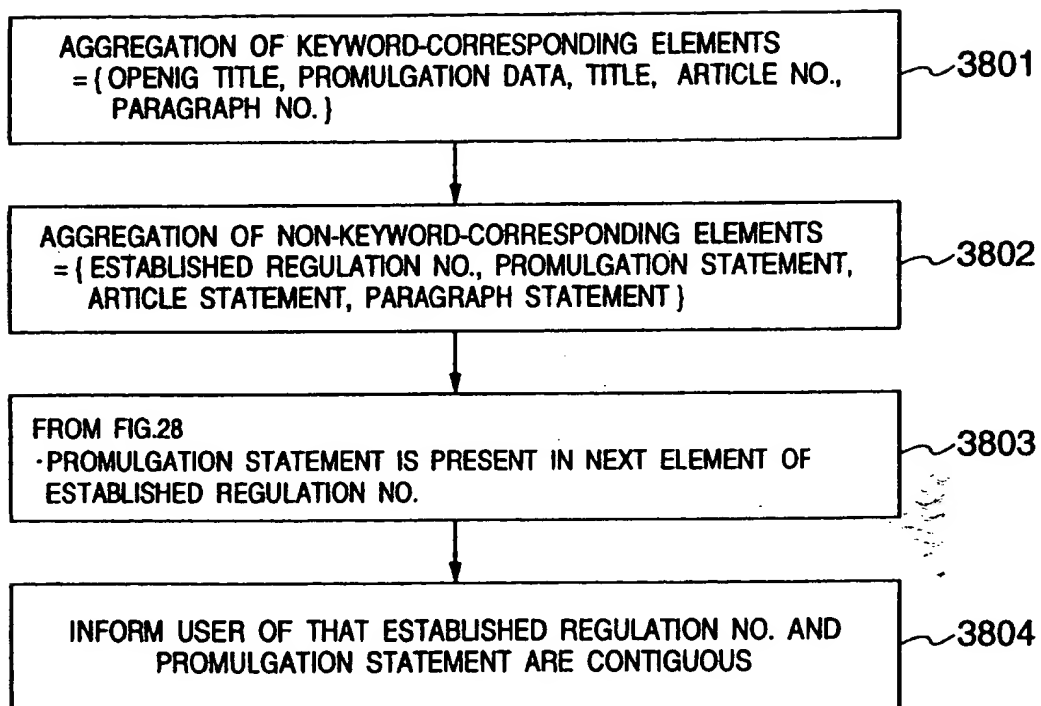 AGGREGATION OF KEYWORD-CORRESPONDING ELEMENTS
= { OPENIG TITLE, PROMULGATION DATA, TITLE, ARTICLE NO.,
PARAGRAPH NO. }
3801
AGGREGATION OF NON-KEYWORD-CORRESPONDING ELEMENTS
= { ESTABLISHED REGULATION NO., PROMULGATION STATEMENT,
ARTICLE STATEMENT, PARAGRAPH STATEMENT }
3802
FROM FIG.28
·PROMULGATION STATEMENT IS PRESENT IN NEXT ELEMENT OF
ESTABLISHED REGULATION NO.
3803
INFORM USER OF THAT ESTABLISHED REGULATION NO. AND
PROMULGATION STATEMENT ARE CONTIGUOUS
3804